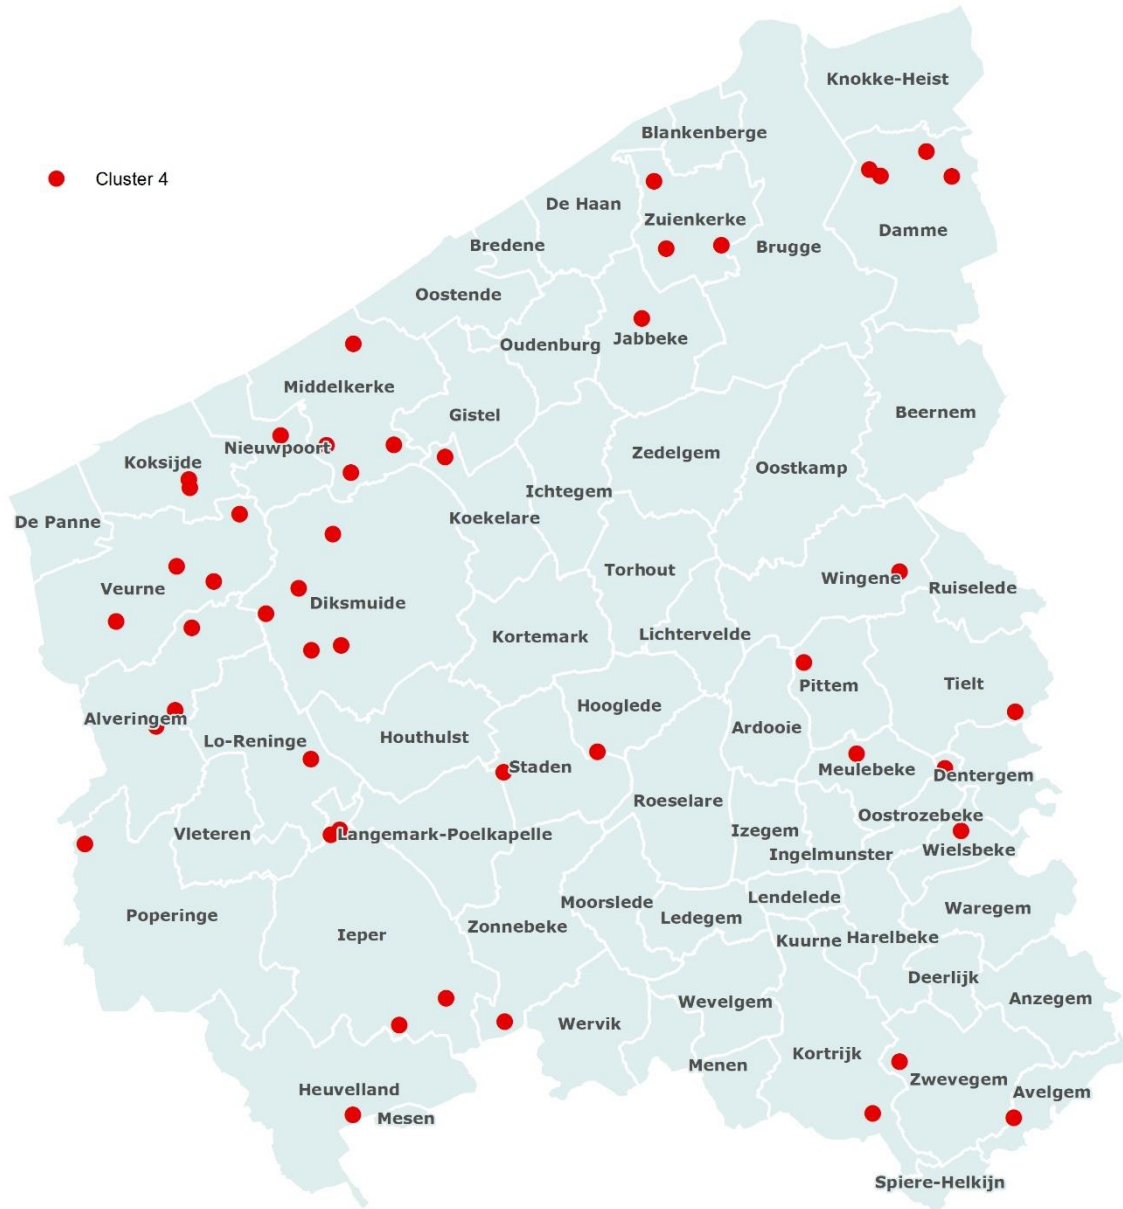 Knokke-Heist
Blankenberge
Cluster 4
De Haan
Zuienkerke
Damme
Bredene
Brugge
Oostende
Oudenburg
Jabbeke
Middelkerke
Gistel
Beernem
Nieuwpoort
Koksijde
Zedelgem
Oostkamp
Ichtegem
De Panne
Koekelare
Torhout
Wingene
Veurne
Ruiselede
Diksmuide
Kortemark
Lichtervelde
Pittem
Tielt
Hooglede
Alveringem
Ardooie
Lo-Reninge
Houthulst
Staden
Meulebeke
Dentergem
Roeselare
Oostrozebeke
Vleteren
Langemark-Poelkapelle
Izegem
Ingelmunster
Wielsbeke
Lendelede
Moorslede
Poperinge
Waregem
Ledegem
Zonnebeke
Ieper
Kuurne
Harelbeke
Deerlijk
Anzegem
Wevelgem
Wervik
Kortrijk
Menen
Zwevegem
Heuvelland
Avelgem
Mesen
Spiere-Helkijn